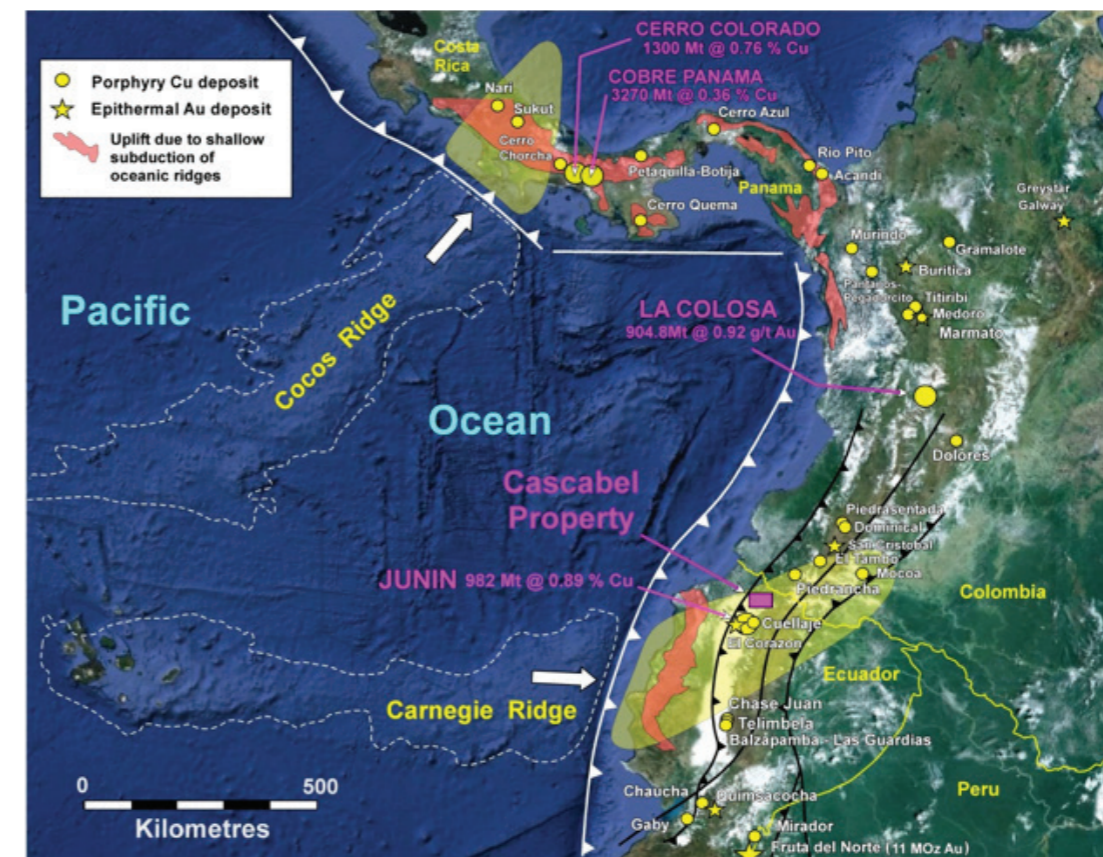 Porphyry Cu deposit
Epithermal Au deposit
Uplift due to shallow
subduction of
oceanic ridges
CERRO COLORADO
1300 Mt @ 0.76 % Cu
COBRE PANAMA
3270 Mt @ 0.36 % Cu
Costa
Rica
Nari
Sukut
Cerro
Chorcha
Cerro Azul
Petaquilla-Botija
Rio Pito
Acandi
Panama
Cerro Quema
Greystar
Galway
Murindo
Gramalote
Buritica
Pantanos-
Pegadorcito
Titiribi
Medoro
Marmato
Pacific
Ocean
Cocos Ridge
LA COLOSA
904.8Mt @ 0.92 g/t Au
Dolores
Cascabel
Property
Piedrasentada
Dominical
San Cristobal
El Tambo
Mocoa
Piedrancha
JUNIN 982 Mt @ 0.89 % Cu
Colombia
Cuellaje
El Corazon
Ecuador
Carnegie Ridge
Chase Juan
Telimbela
Balzapamba - Las Guardias
0 500
Kilometres
Chaucha
Quimsacocha
Gaby
Peru
Mirador
Fruta del Norte (11 MOz Au)